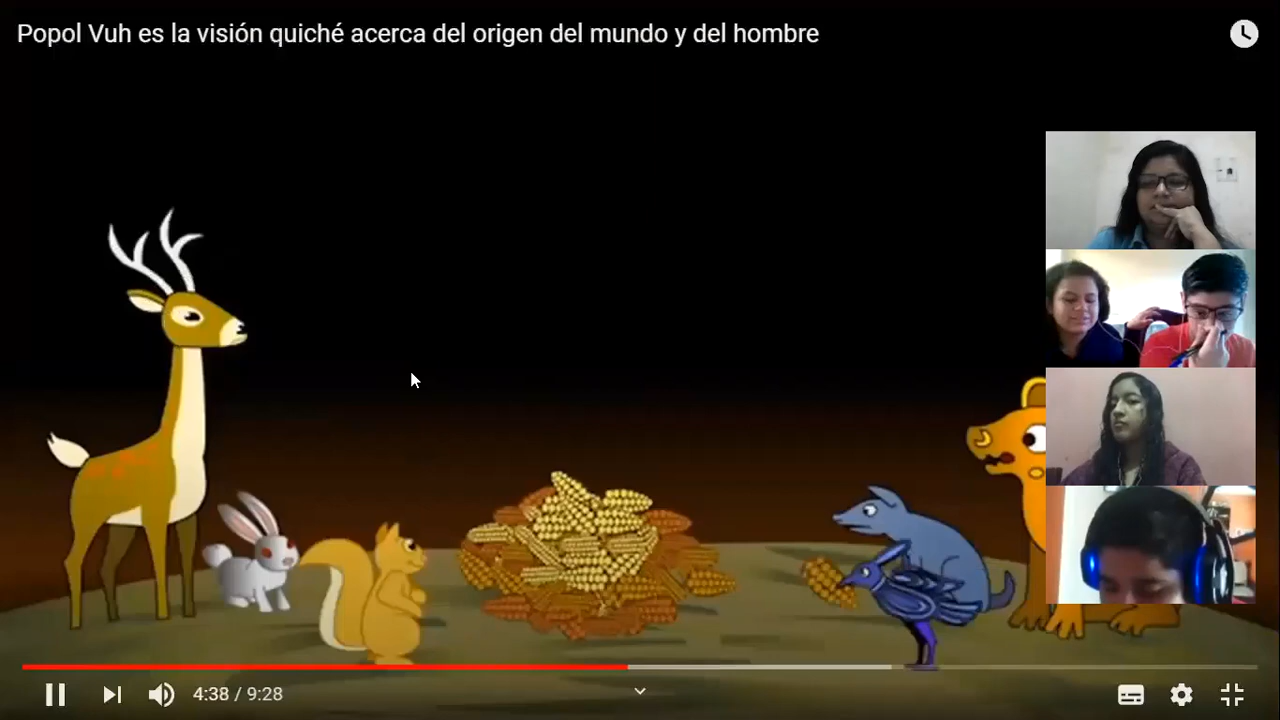 Popol Vuh es la visión quiché acerca del origen del mundo y del hombre
4:38 / 9:28